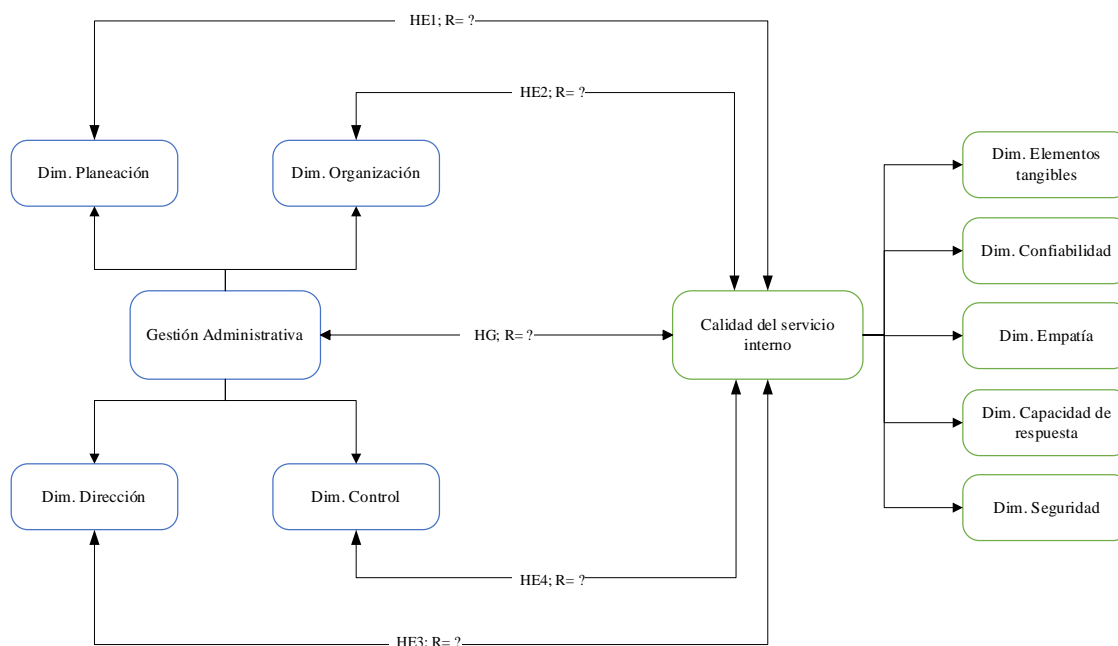 HE1; R= ?
HE2; R= ?
Dim. Planeación
Dim. Organización
Dim. Elementos
tangibles
Dim. Confiabilidad
Gestión Administrativa
HG; R= ?
Calidad del servicio
interno
Dim. Empatía
Dim. Capacidad de
respuesta
Dim. Dirección
Dim. Control
Dim. Seguridad
HE4; R= ?
HE3; R= ?